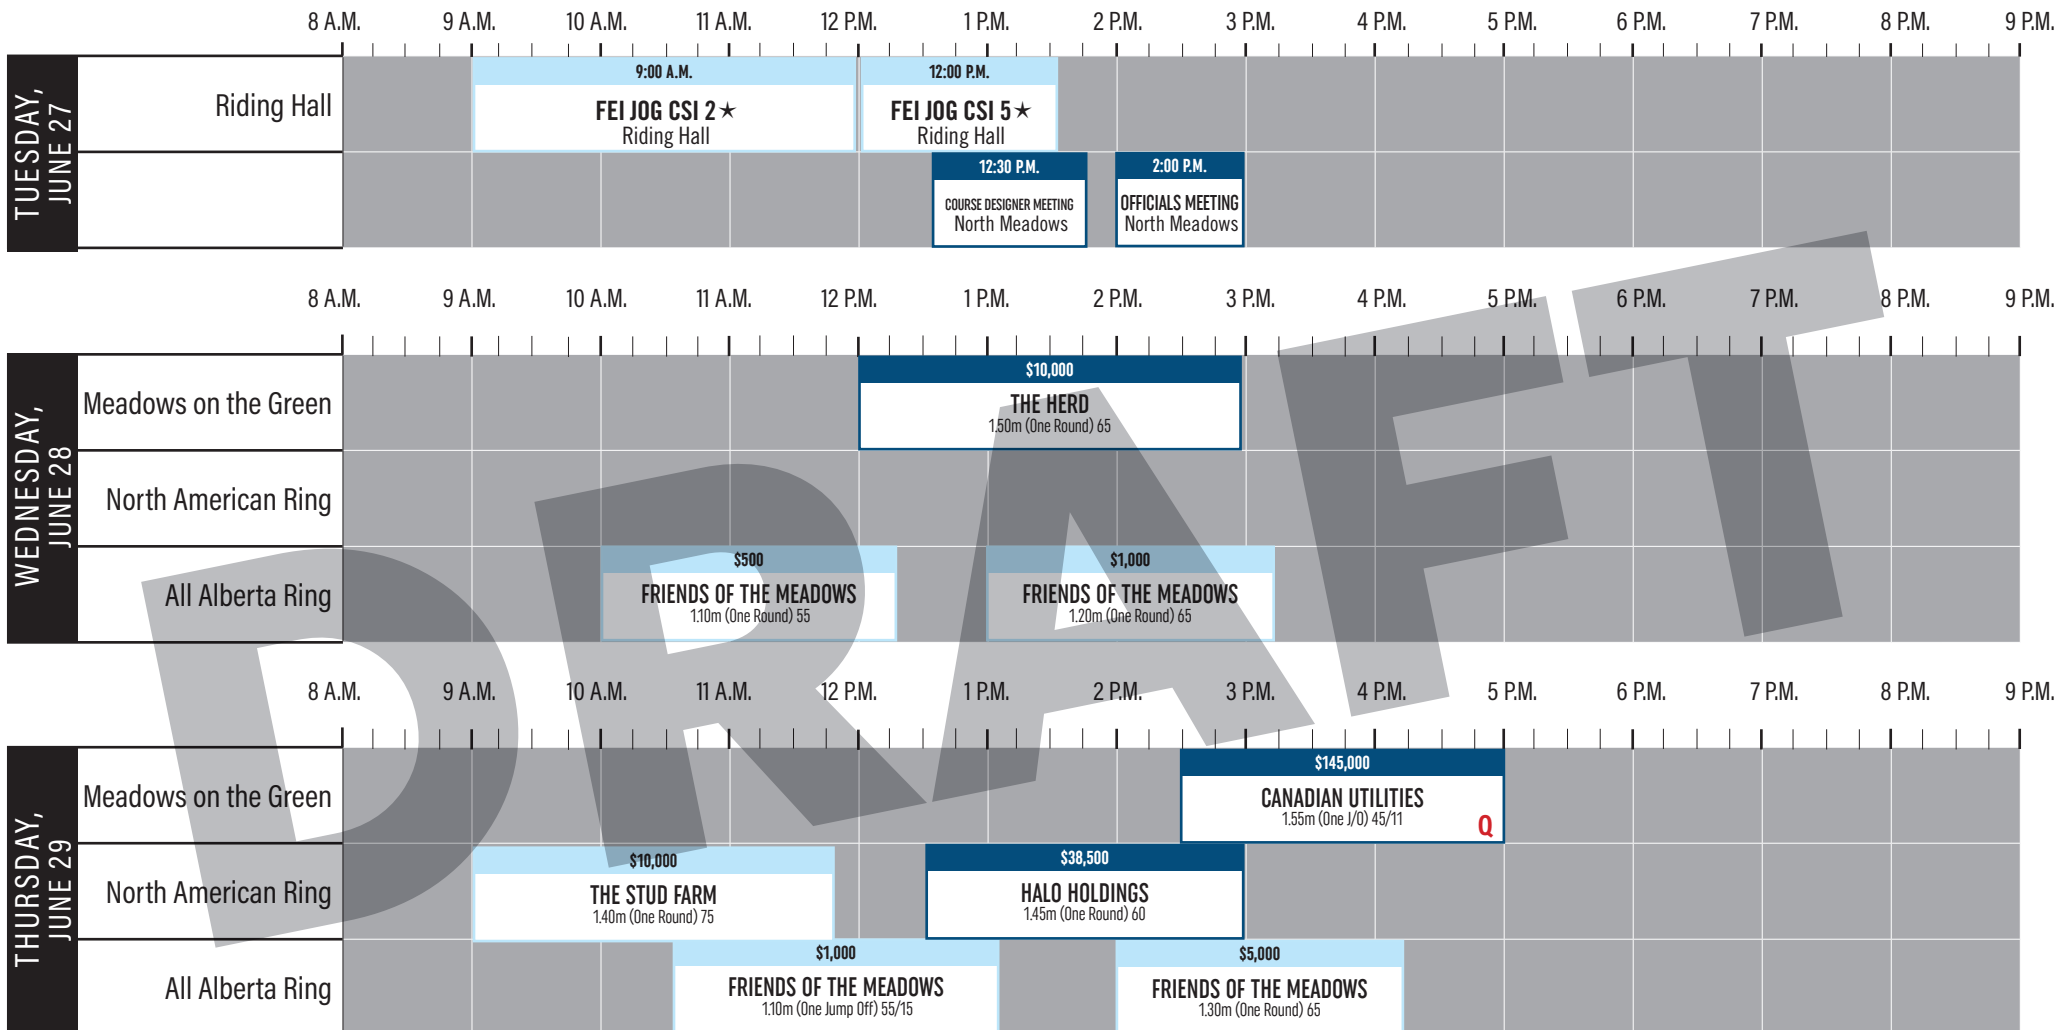 8 A.M. 9 A.M. 10 A.M. 11 A.M. 12 P.M. 1 P.M. 2 P.M. 3 P.M. 4 P.M. 5 P.M. 6 P.M. 7 P.M. 8 P.M. 9 P.M.
TUESDAY,
JUNE 27
Riding Hall
9:00 A.M.
FEI JOG CSI 2★
Riding Hall
12:00 P.M.
FEI JOG CSI 5★
Riding Hall
12:30 P.M.
COURSE DESIGNER MEETING
North Meadows
2:00 P.M.
OFFICIALS MEETING
North Meadows
8 A.M. 9 A.M. 10 A.M. 11 A.M. 12 P.M. 1 P.M. 2 P.M. 3 P.M. 4 P.M. 5 P.M. 6 P.M. 7 P.M. 8 P.M. 9 P.M.
WEDNESDAY,
JUNE 28
Meadows on the Green
$10,000
THE HERD
1.50m (One Round) 65
North American Ring
All Alberta Ring
$500
FRIENDS OF THE MEADOWS
1.10m (One Round) 55
$1,000
FRIENDS OF THE MEADOWS
1.20m (One Round) 65
DRAFT
8 A.M. 9 A.M. 10 A.M. 11 A.M. 12 P.M. 1 P.M. 2 P.M. 3 P.M. 4 P.M. 5 P.M. 6 P.M. 7 P.M. 8 P.M. 9 P.M.
THURSDAY,
JUNE 29
Meadows on the Green
$145,000
CANADIAN UTILITIES
1.55m (One J/O) 45/11
Q
North American Ring
$10,000
THE STUD FARM
1.40m (One Round) 75
$38,500
HALO HOLDINGS
1.45m (One Round) 60
All Alberta Ring
$1,000
FRIENDS OF THE MEADOWS
1.10m (One Jump Off) 55/15
$5,000
FRIENDS OF THE MEADOWS
1.30m (One Round) 65